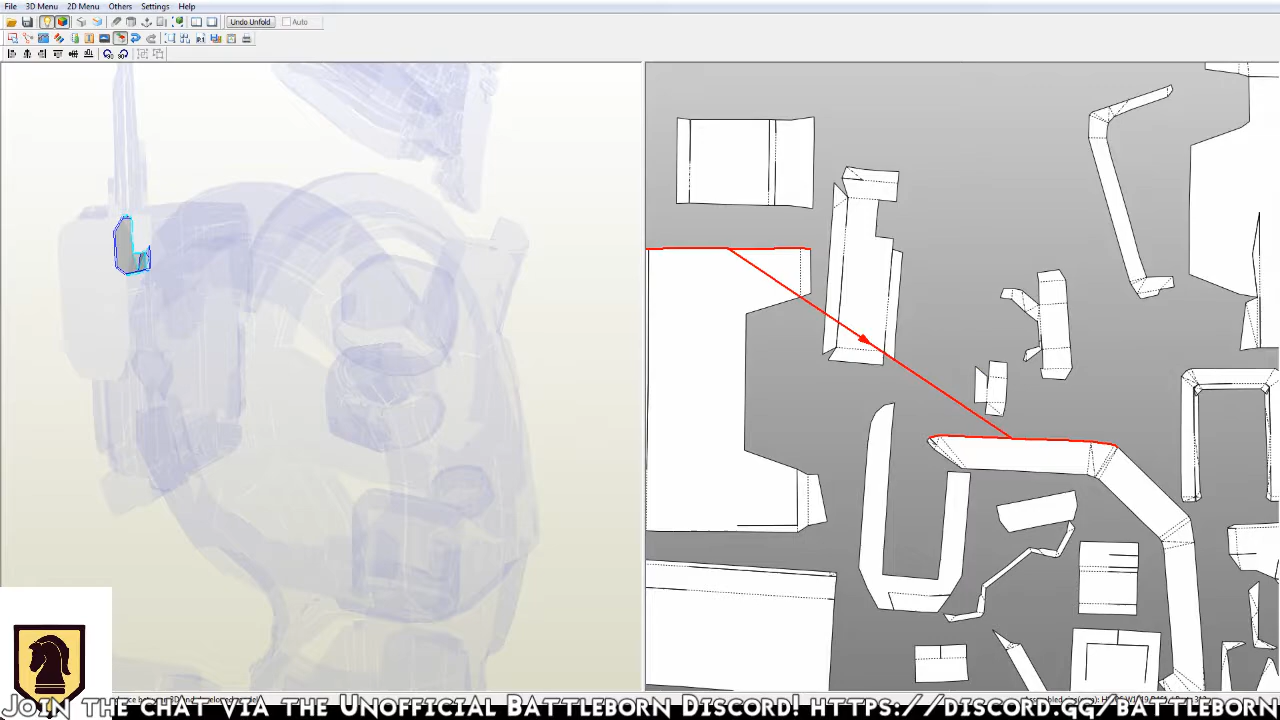 File 3D Menu 2D Menu Others Settings Help
Undo Unfold Auto
Join the chat via the Unofficial Battleborn Discord! https://discord.gg/battleborn